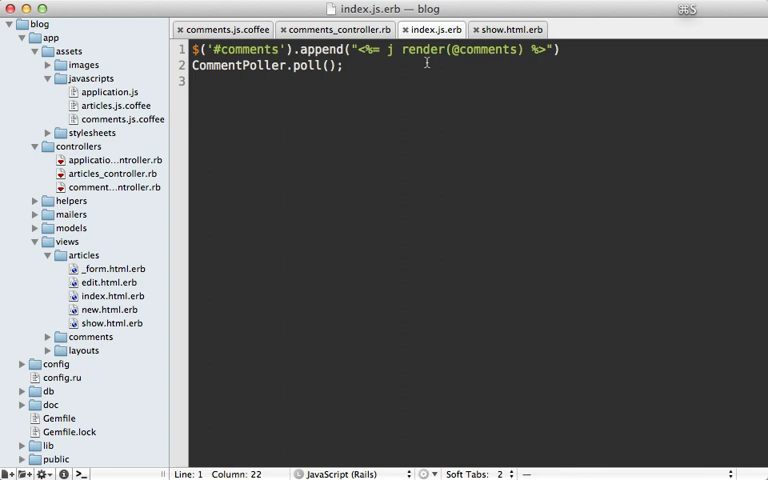 index.js.erb — blog
⌘S
blog
app
assets
images
javascripts
application.js
articles.js.coffee
comments.js.coffee
stylesheets
controllers
applicatio...ntroller.rb
articles_controller.rb
comment...ntroller.rb
helpers
mailers
models
views
articles
_form.html.erb
edit.html.erb
index.html.erb
new.html.erb
show.html.erb
comments
layouts
config
config.ru
db
doc
Gemfile
Gemfile.lock
lib
public
comments.js.coffee
comments_controller.rb
index.js.erb
show.html.erb
1 $('#comments').append("<%= j render(@comments) %>")
2 CommentPoller.poll();
3
Line: 1 Column: 22
L JavaScript (Rails)
Soft Tabs: 2
—